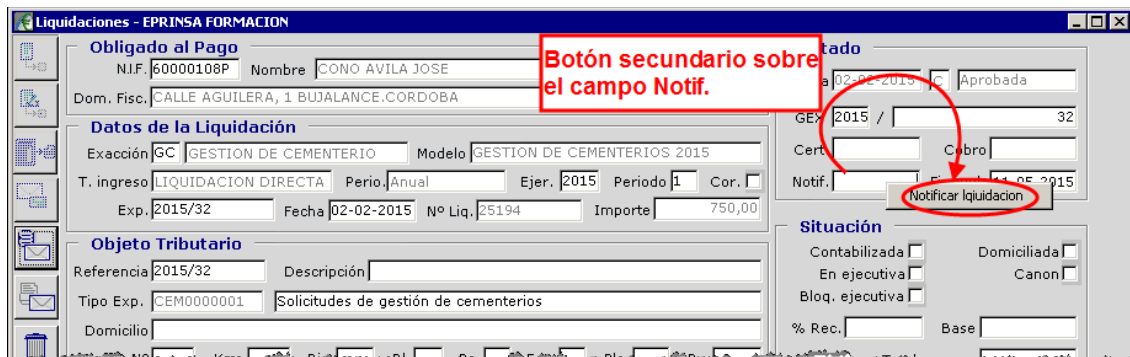 Liquidaciones - EPRINSA FORMACION
Obligado al Pago
N.I.F. 60000108P Nombre CONO AVILA JOSE
Dom. Fisc. CALLE AGUILERA, 1 BUJALANCE.CORDOBA
Botón secundario sobre
el campo Notif.
02-02-2015 C Aprobada
GEX 2015 / 32
Cert. Cobro
Notif. 11-05-2015
Notificar lqiuidacion
Datos de la Liquidación
Exacción GC GESTION DE CEMENTERIO Modelo GESTION DE CEMENTERIOS 2015
T. ingreso LIQUIDACION DIRECTA Perio. Anual Ejer. 2015 Periodo 1 Cor.
Exp. 2015/32 Fecha 02-02-2015 Nº Liq. 25194 Importe 750,00
Situación
Contabilizada Domiciliada
En ejecutiva Canon
Bloq. ejecutiva
% Rec. Base
Objeto Tributario
Referencia 2015/32 Descripción
Tipo Exp. CEM0000001 Solicitudes de gestión de cementerios
Domicilio